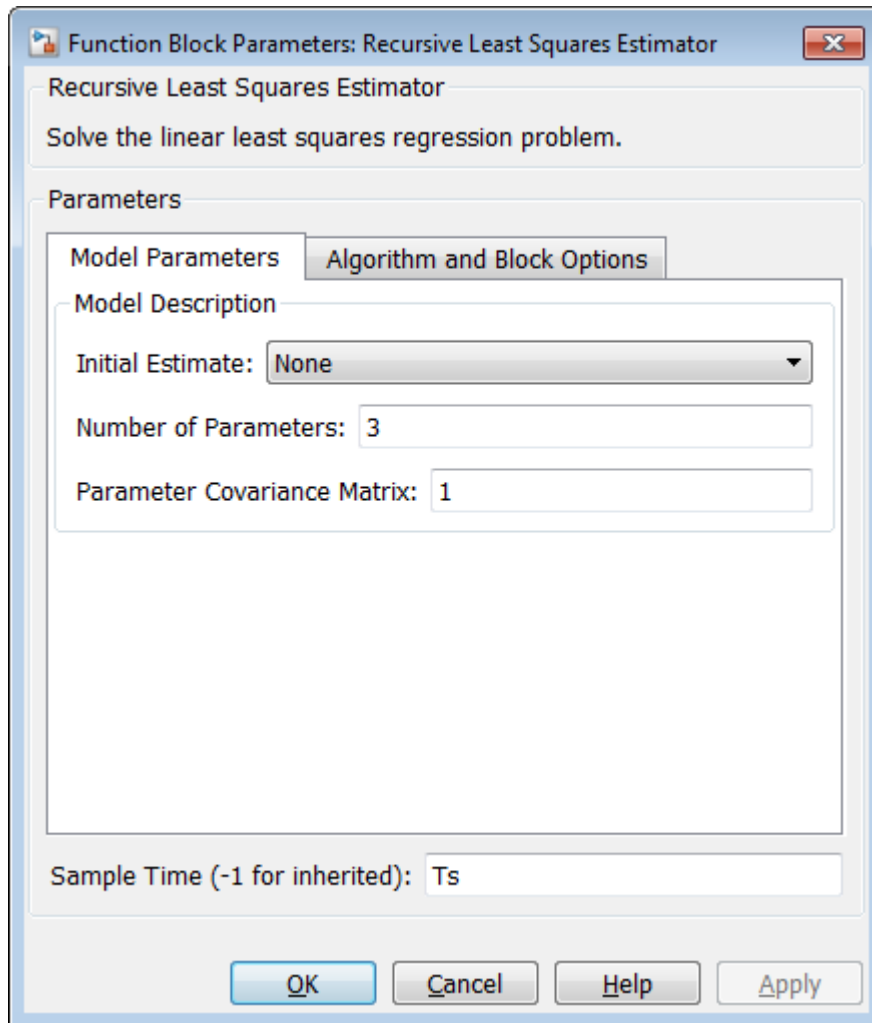 Function Block Parameters: Recursive Least Squares Estimator
Recursive Least Squares Estimator
Solve the linear least squares regression problem.
Parameters
Model Parameters
Algorithm and Block Options
Model Description
Initial Estimate: None
Number of Parameters: 3
Parameter Covariance Matrix: 1
Sample Time (-1 for inherited): Ts
OK Cancel Help Apply